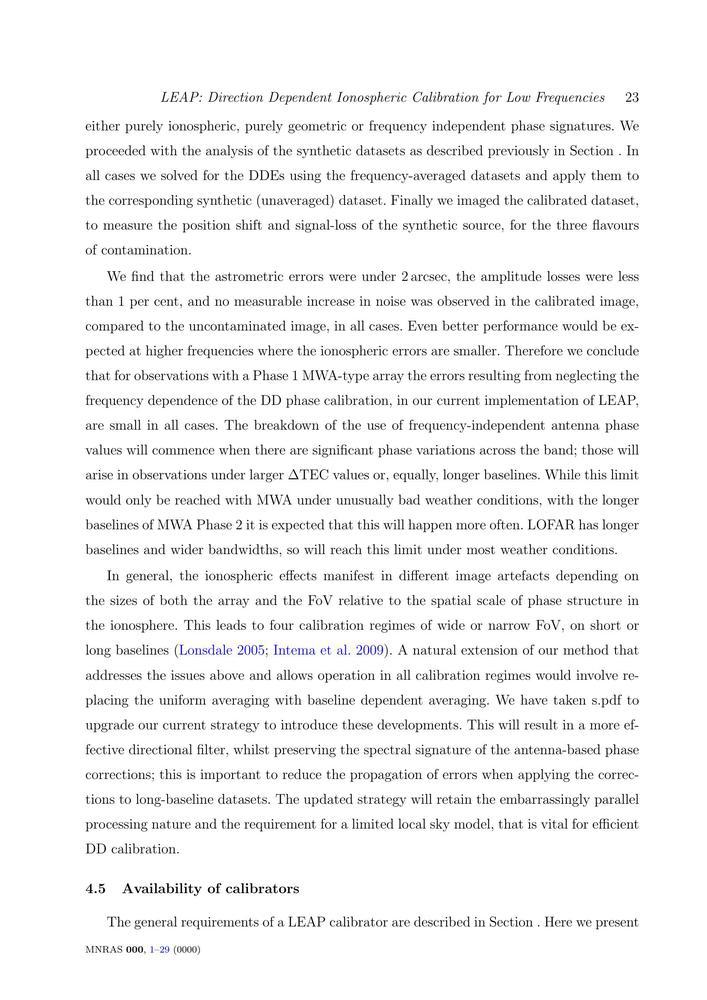 LEAP: Direction Dependent Ionospheric Calibration for Low Frequencies 23
either purely ionospheric, purely geometric or frequency independent phase signatures. We
proceeded with the analysis of the synthetic datasets as described previously in Section . In
all cases we solved for the DDEs using the frequency-averaged datasets and apply them to
the corresponding synthetic (unaveraged) dataset. Finally we imaged the calibrated dataset,
to measure the position shift and signal-loss of the synthetic source, for the three flavours
of contamination.
We find that the astrometric errors were under 2 arcsec, the amplitude losses were less
than 1 per cent, and no measurable increase in noise was observed in the calibrated image,
compared to the uncontaminated image, in all cases. Even better performance would be ex-
pected at higher frequencies where the ionospheric errors are smaller. Therefore we conclude
that for observations with a Phase 1 MWA-type array the errors resulting from neglecting the
frequency dependence of the DD phase calibration, in our current implementation of LEAP,
are small in all cases. The breakdown of the use of frequency-independent antenna phase
values will commence when there are significant phase variations across the band; those will
arise in observations under larger ΔTEC values or, equally, longer baselines. While this limit
would only be reached with MWA under unusually bad weather conditions, with the longer
baselines of MWA Phase 2 it is expected that this will happen more often. LOFAR has longer
baselines and wider bandwidths, so will reach this limit under most weather conditions.
In general, the ionospheric effects manifest in different image artefacts depending on
the sizes of both the array and the FoV relative to the spatial scale of phase structure in
the ionosphere. This leads to four calibration regimes of wide or narrow FoV, on short or
long baselines (Lonsdale 2005; Intema et al. 2009). A natural extension of our method that
addresses the issues above and allows operation in all calibration regimes would involve re-
placing the uniform averaging with baseline dependent averaging. We have taken s.pdf to
upgrade our current strategy to introduce these developments. This will result in a more ef-
fective directional filter, whilst preserving the spectral signature of the antenna-based phase
corrections; this is important to reduce the propagation of errors when applying the correc-
tions to long-baseline datasets. The updated strategy will retain the embarrassingly parallel
processing nature and the requirement for a limited local sky model, that is vital for efficient
DD calibration.
4.5 Availability of calibrators
The general requirements of a LEAP calibrator are described in Section . Here we present
MNRAS 000, 1–29 (0000)